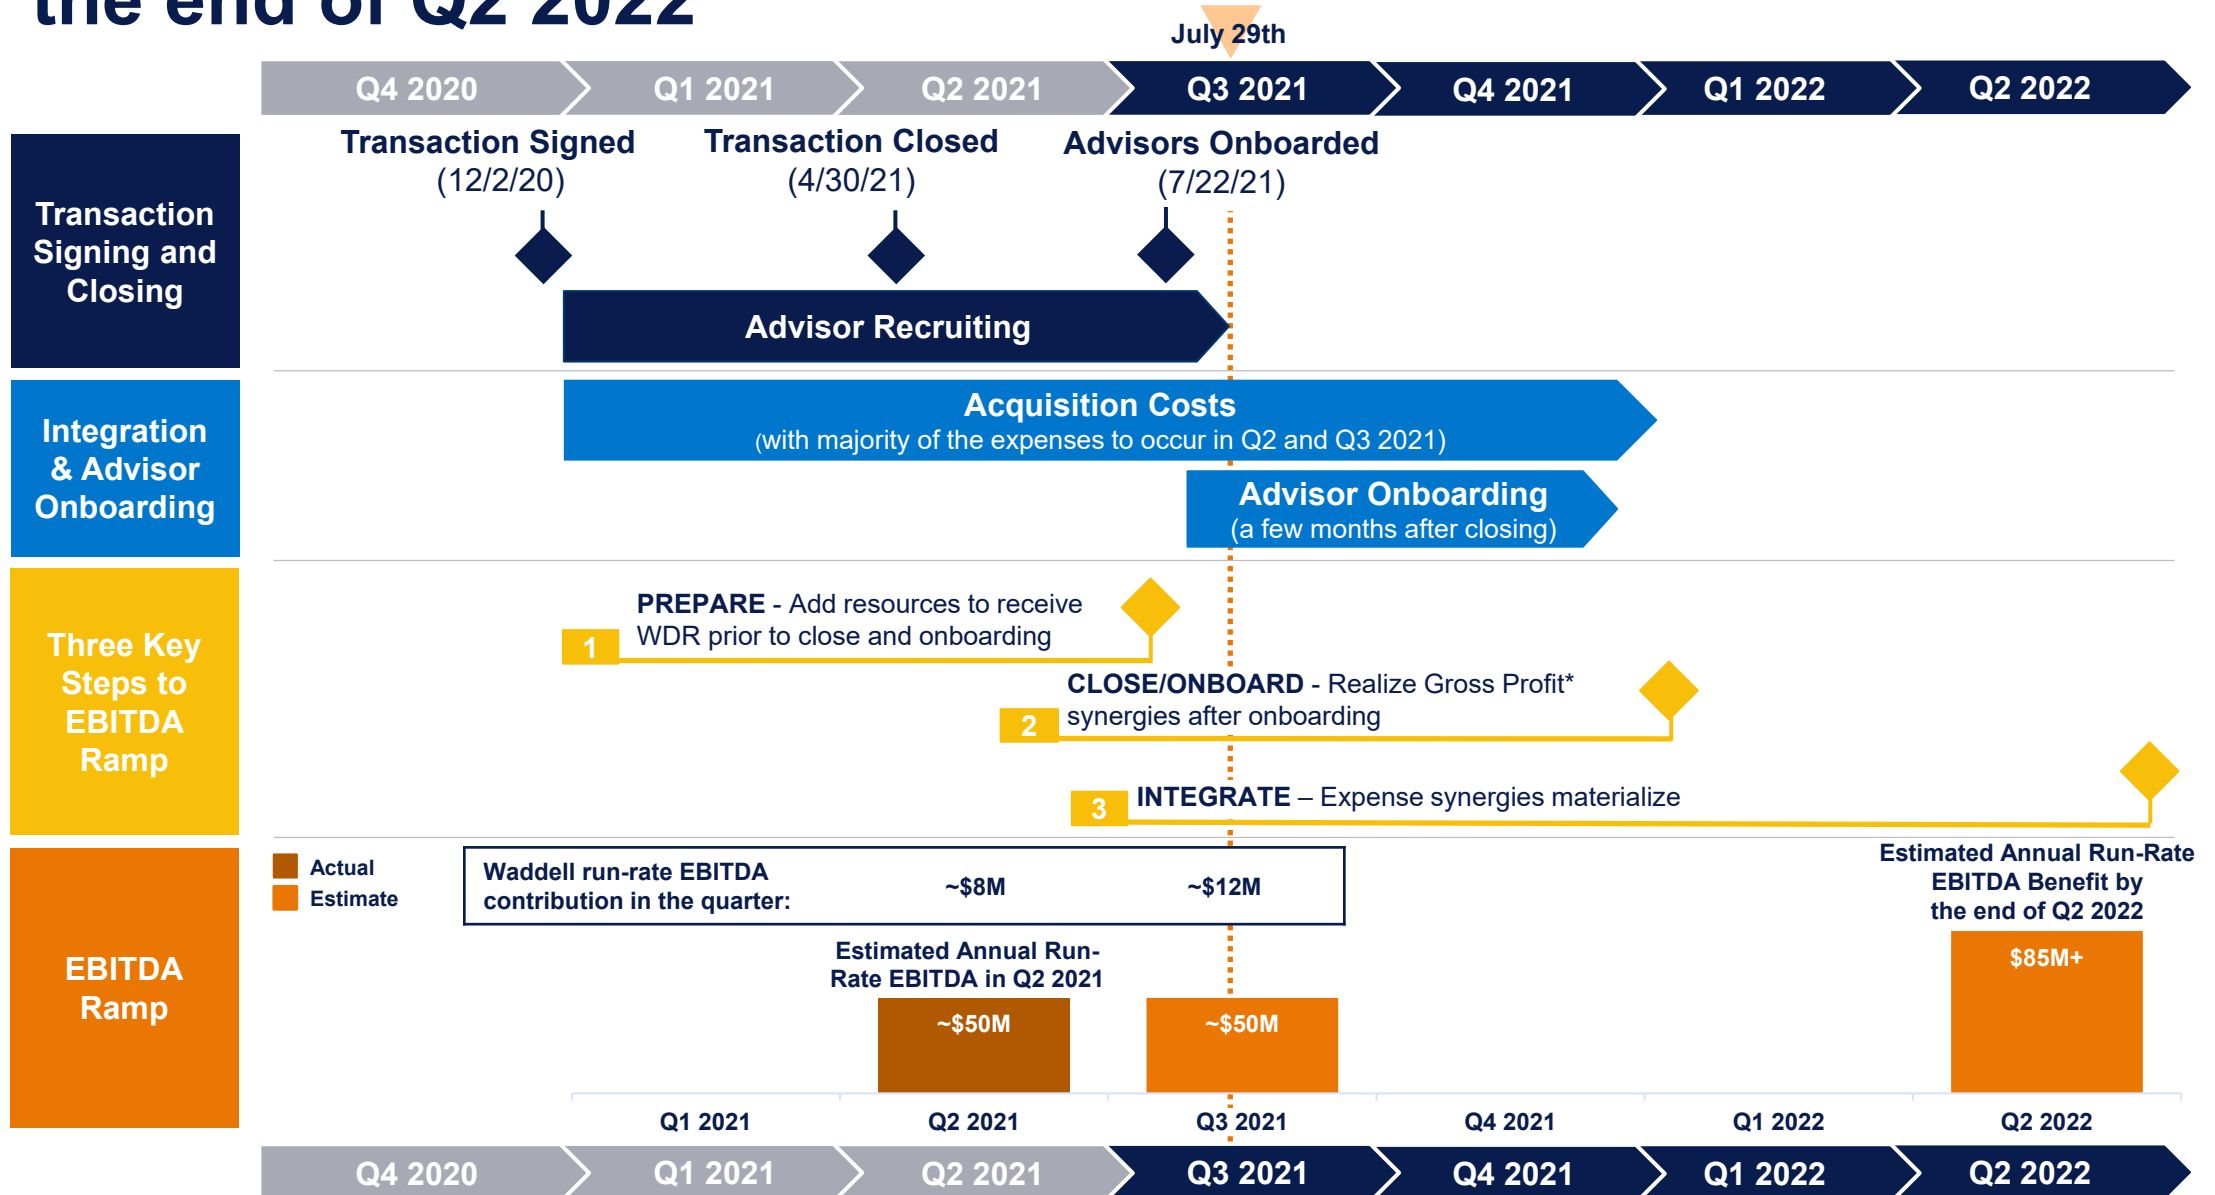 the end of Q2 2022
July 29th
Q4 2020
Q1 2021
Q2 2021
Q3 2021
Q4 2021
Q1 2022
Q2 2022
Transaction
Signing and
Closing
Transaction Signed
(12/2/20)
Transaction Closed
(4/30/21)
Advisors Onboarded
(7/22/21)
Advisor Recruiting
Integration
& Advisor
Onboarding
Acquisition Costs
(with majority of the expenses to occur in Q2 and Q3 2021)
Advisor Onboarding
(a few months after closing)
Three Key
Steps to
EBITDA
Ramp
1
PREPARE - Add resources to receive
WDR prior to close and onboarding
2
CLOSE/ONBOARD - Realize Gross Profit*
synergies after onboarding
3
INTEGRATE – Expense synergies materialize
EBITDA
Ramp
Actual
Estimate
Waddell run-rate EBITDA
contribution in the quarter:
~$8M
~$12M
Estimated Annual Run-
Rate EBITDA in Q2 2021
~$50M
~$50M
Estimated Annual Run-Rate
EBITDA Benefit by
the end of Q2 2022
$85M+
Q1 2021
Q2 2021
Q3 2021
Q4 2021
Q1 2022
Q2 2022
Q4 2020
Q1 2021
Q2 2021
Q3 2021
Q4 2021
Q1 2022
Q2 2022